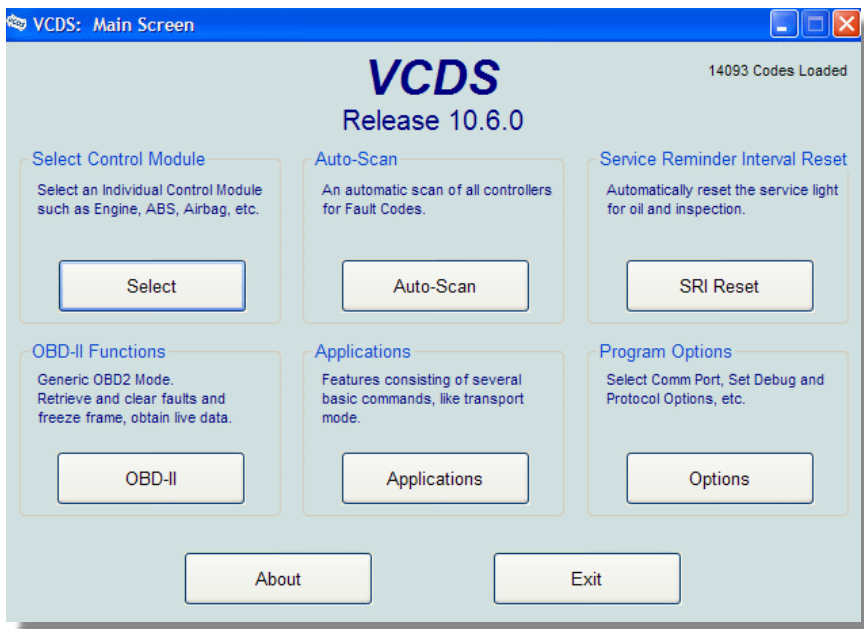 VCDS: Main Screen
VCDS
14093 Codes Loaded
Release 10.6.0
Select Control Module
Select an Individual Control Module
such as Engine, ABS, Airbag, etc.
Select
Auto-Scan
An automatic scan of all controllers
for Fault Codes.
Auto-Scan
Service Reminder Interval Reset
Automatically reset the service light
for oil and inspection.
SRI Reset
OBD-II Functions
Generic OBD2 Mode.
Retrieve and clear faults and
freeze frame, obtain live data.
OBD-II
Applications
Features consisting of several
basic commands, like transport
mode.
Applications
Program Options
Select Comm Port, Set Debug and
Protocol Options, etc.
Options
About
Exit